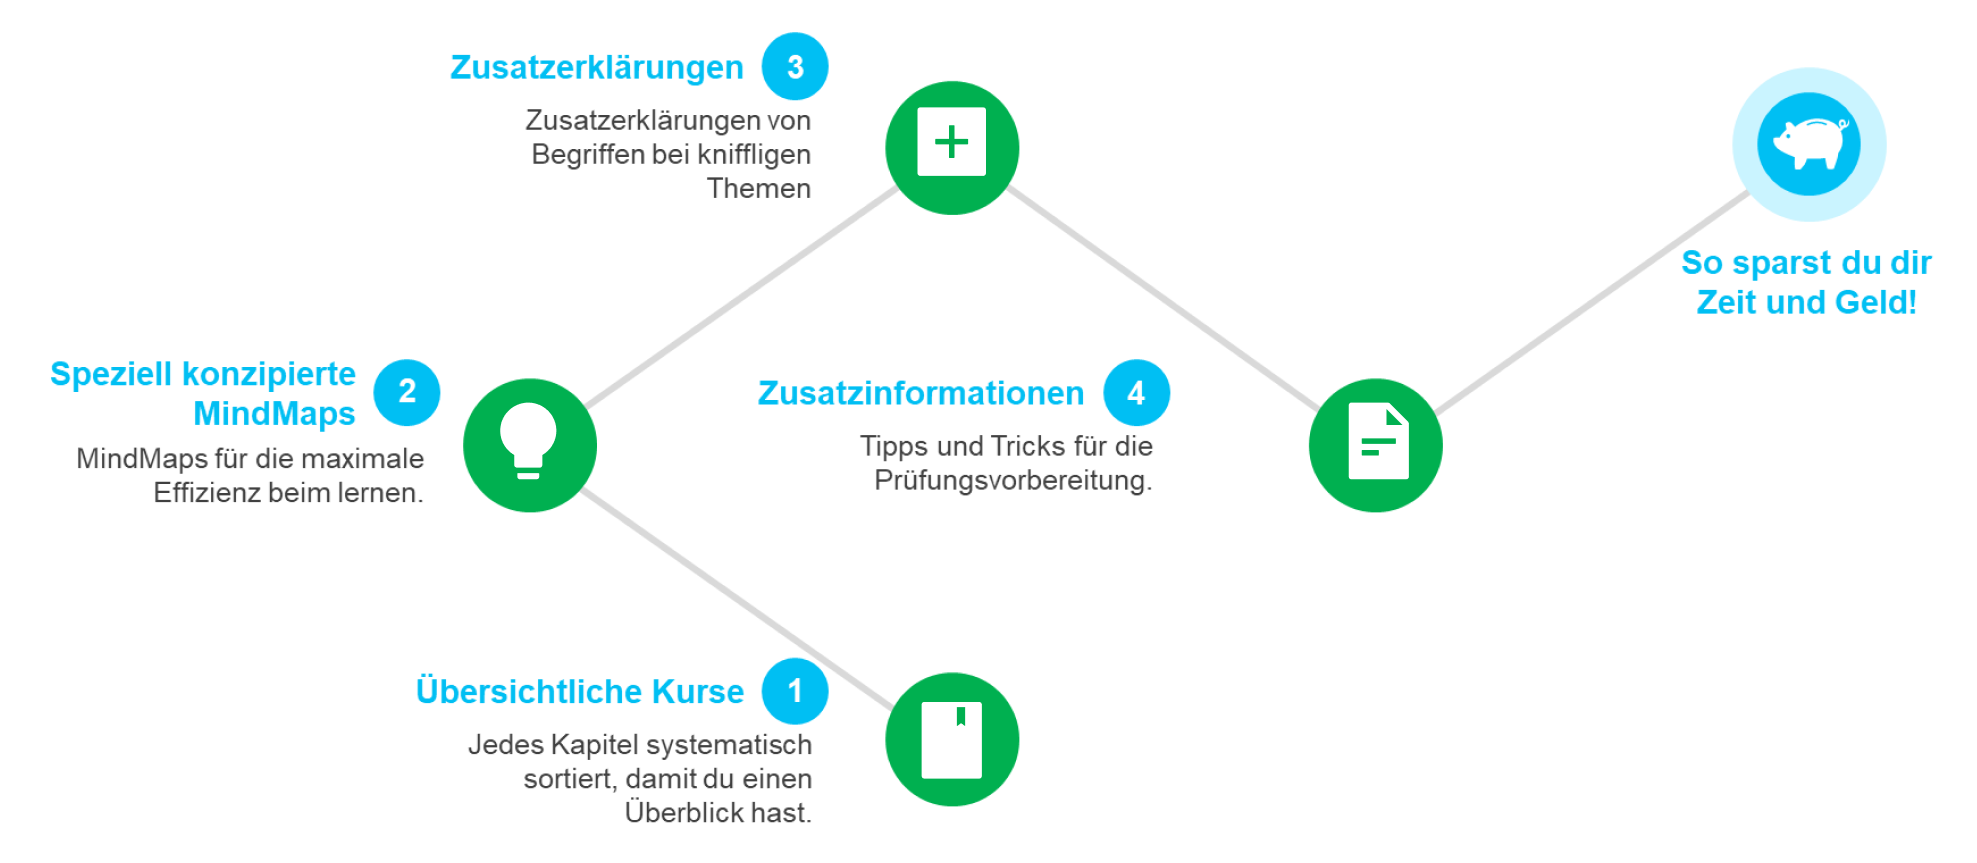 Zusatzerklärungen 3
Zusatzerklärungen von
Begriffen bei kniffligen
Themen
So sparst du dir
Zeit und Geld!
Speziell konzipierte
MindMaps
2
MindMaps für die maximale
Effizienz beim lernen.
Zusatzinformationen 4
Tipps und Tricks für die
Prüfungsvorbereitung.
Übersichtliche Kurse 1
Jedes Kapitel systematisch
sortiert, damit du einen
Überblick hast.